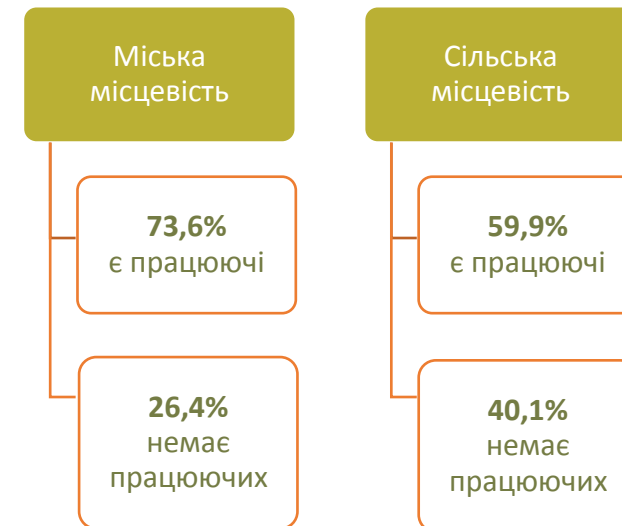 Міська
місцевість
73,6%
є працюючі
26,4%
немає
працюючих
Сільська
місцевість
59,9%
є працюючі
40,1%
немає
працюючих